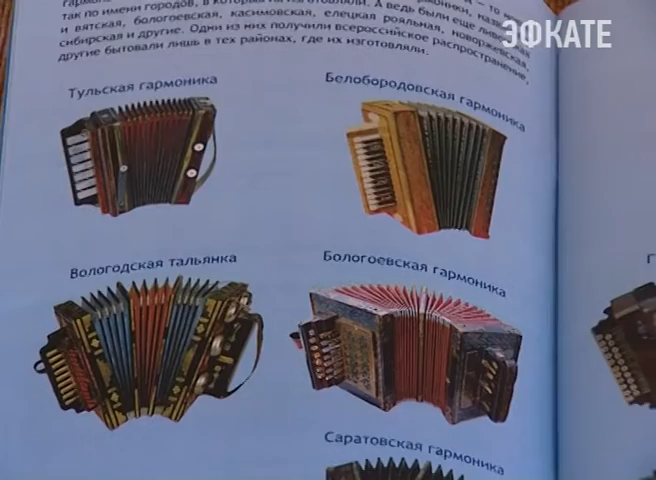 так по имени городов, в которых их изготовляли. А ведь были еще
и вятская, бологоевская, касимовская, елецкая рояльная, новоржевская,
сибирская и другие. Одни из них получили всероссийское распространение,
другие бытовали лишь в тех районах, где их изготовляли.
ЭФКАТЕ
Тульская гармоника
Белобородовская гармоника
Вологодская тальянка
Бологоевская гармоника
Саратовская гармоника